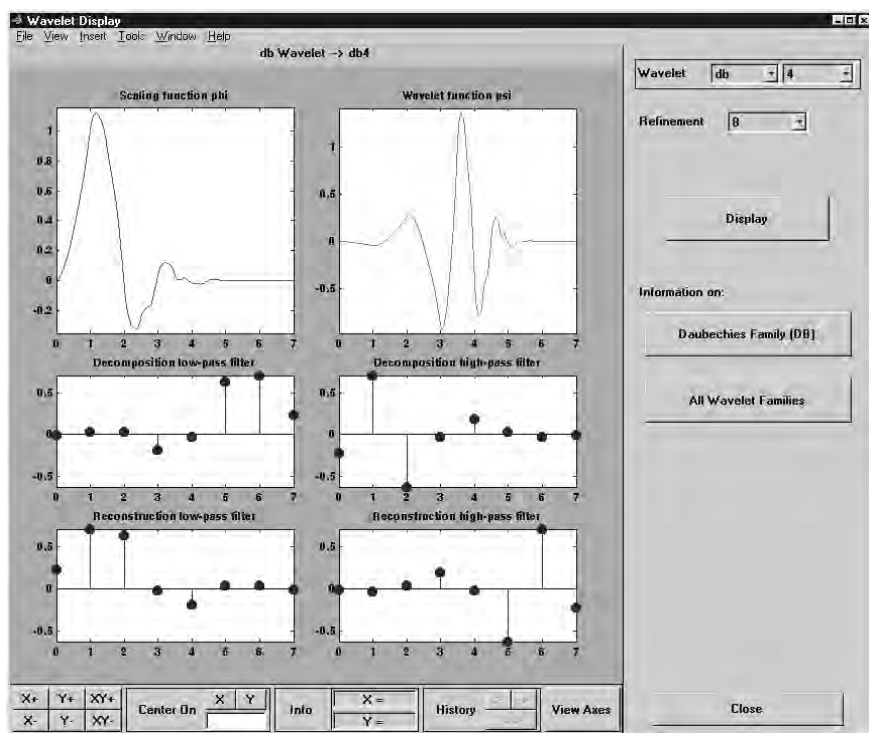 Wavelet Display
File View Insert Tools Window Help
db Wavelet -> db4
Scaling function phi
1
0.8
0.6
0.4
0.2
0
-0.2
0 1 2 3 4 5 6 7
Wavelet function psi
1
0.5
0
-0.5
0 1 2 3 4 5 6 7
Decomposition low-pass filter
0.5
0
-0.5
0 1 2 3 4 5 6 7
Decomposition high-pass filter
0.5
0
-0.5
0 1 2 3 4 5 6 7
Reconstruction low-pass filter
0.5
0
-0.5
0 1 2 3 4 5 6 7
Reconstruction high-pass filter
0.5
0
-0.5
0 1 2 3 4 5 6 7
Wavelet db 4
Refinement 8
Display
Information on:
Daubechies Family (DB)
All Wavelet Families
X+ Y+ XY+
X- Y- XY-
Center On X Y
Info X =
Y =
History
View Axes
Close